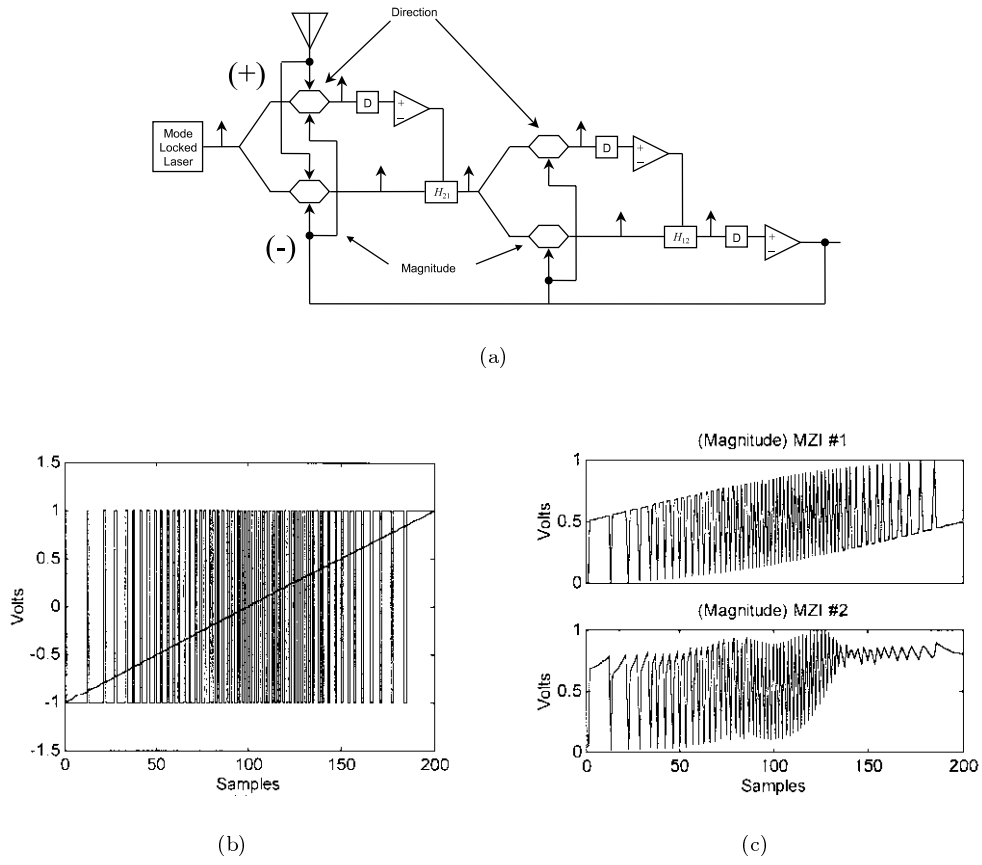 Direction
(+)
D
+
−
Mode
Locked
Laser
D
+
−
H21
(-)
Magnitude
H12
D
+
−
(a)
(Magnitude) MZI #1
1.5
1
0.5
0
-0.5
-1
-1.5
Volts
0 50 100 150 200
Samples
(b)
1
0.5
0
Volts
(Magnitude) MZI #2
1
0.5
0
Volts
0 50 100 150 200
Samples
(c)